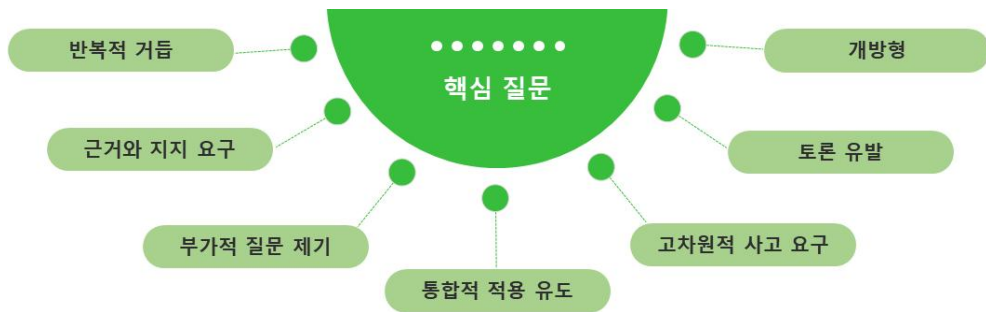 핵심 질문
반복적 거듭
개방형
근거와 지지 요구
토론 유발
부가적 질문 제기
고차원적 사고 요구
통합적 적용 유도